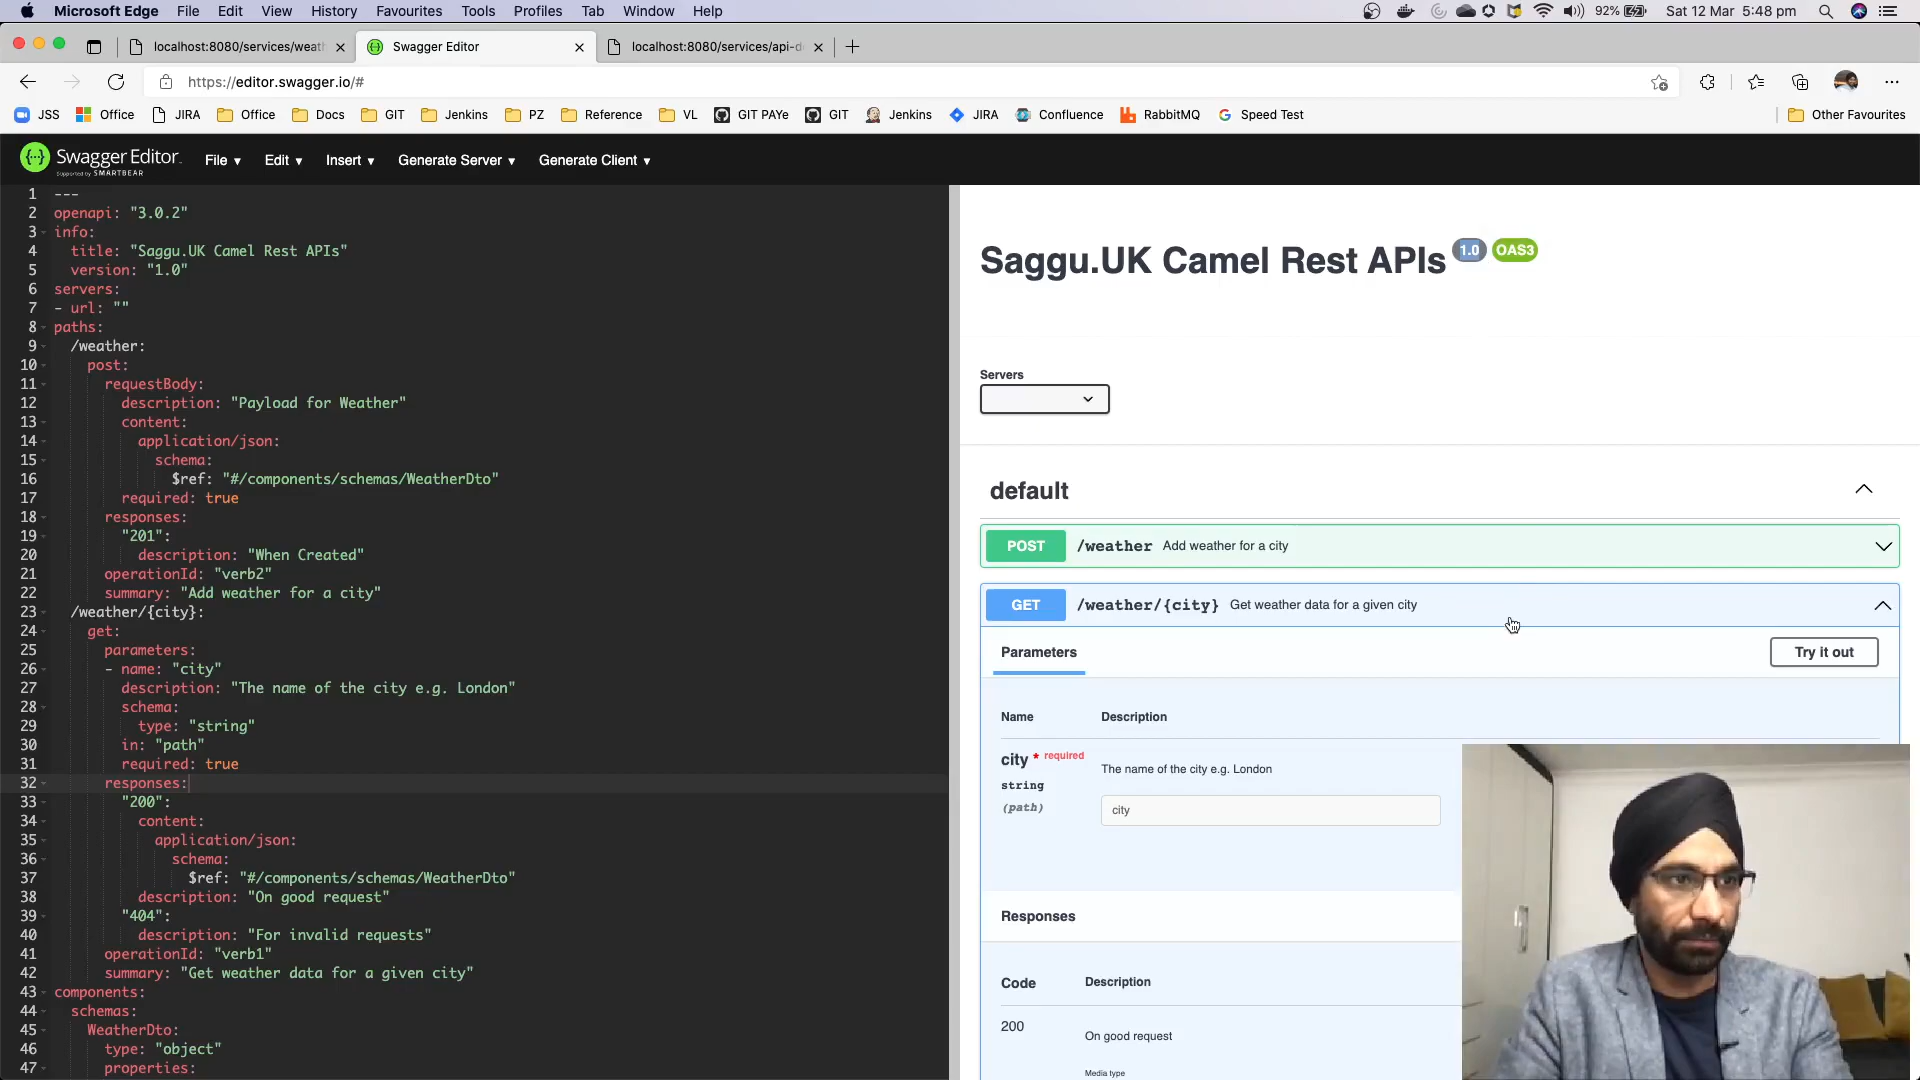 Microsoft Edge File Edit View History Favourites Tools Profiles Tab Window Help 92% Sat 12 Mar 5:48 pm
localhost:8080/services/weath Swagger Editor localhost:8080/services/api-d
https://editor.swagger.io/#
JSS Office JIRA Office Docs GIT Jenkins PZ Reference VL GIT PAYe GIT Jenkins JIRA Confluence RabbitMQ Speed Test Other Favourites
Swagger Editor File Edit Insert Generate Server Generate Client
Supported by SMARTBEAR
1 ---
2 openapi: "3.0.2"
3 info:
4 title: "Saggu.UK Camel Rest APIs"
5 version: "1.0"
6 servers:
7 - url: ""
8 paths:
9 /weather:
10 post:
11 requestBody:
12 description: "Payload for Weather"
13 content:
14 application/json:
15 schema:
16 $ref: "#/components/schemas/WeatherDto"
17 required: true
18 responses:
19 "201":
20 description: "When Created"
21 operationId: "verb2"
22 summary: "Add weather for a city"
23 /weather/{city}:
24 get:
25 parameters:
26 - name: "city"
27 description: "The name of the city e.g. London"
28 schema:
29 type: "string"
30 in: "path"
31 required: true
32 responses:
33 "200":
34 content:
35 application/json:
36 schema:
37 $ref: "#/components/schemas/WeatherDto"
38 description: "On good request"
39 "404":
40 description: "For invalid requests"
41 operationId: "verb1"
42 summary: "Get weather data for a given city"
43 components:
44 schemas:
45 WeatherDto:
46 type: "object"
47 properties:
Saggu.UK Camel Rest APIs 1.0 OAS3
Servers
default
POST /weather Add weather for a city
GET /weather/{city} Get weather data for a given city
Parameters Try it out
Name Description
city * required
string
(path)
The name of the city e.g. London
city
Responses
Code Description
200 On good request
Media type